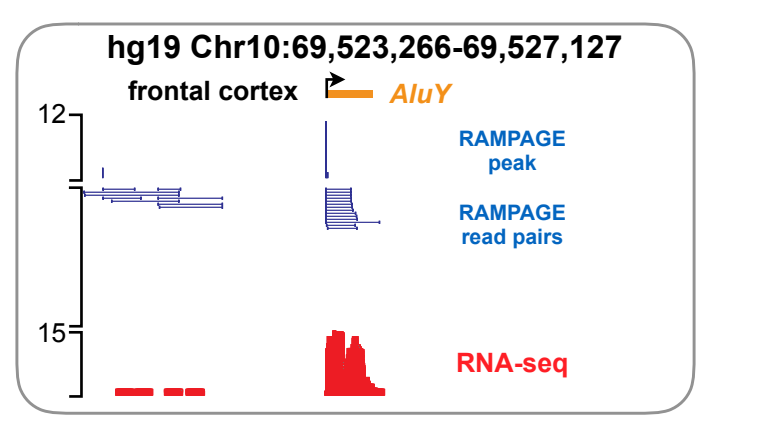 hg19 Chr10:69,523,266-69,527,127
frontal cortex
AluY
12
RAMPAGE
peak
RAMPAGE
read pairs
15
RNA-seq